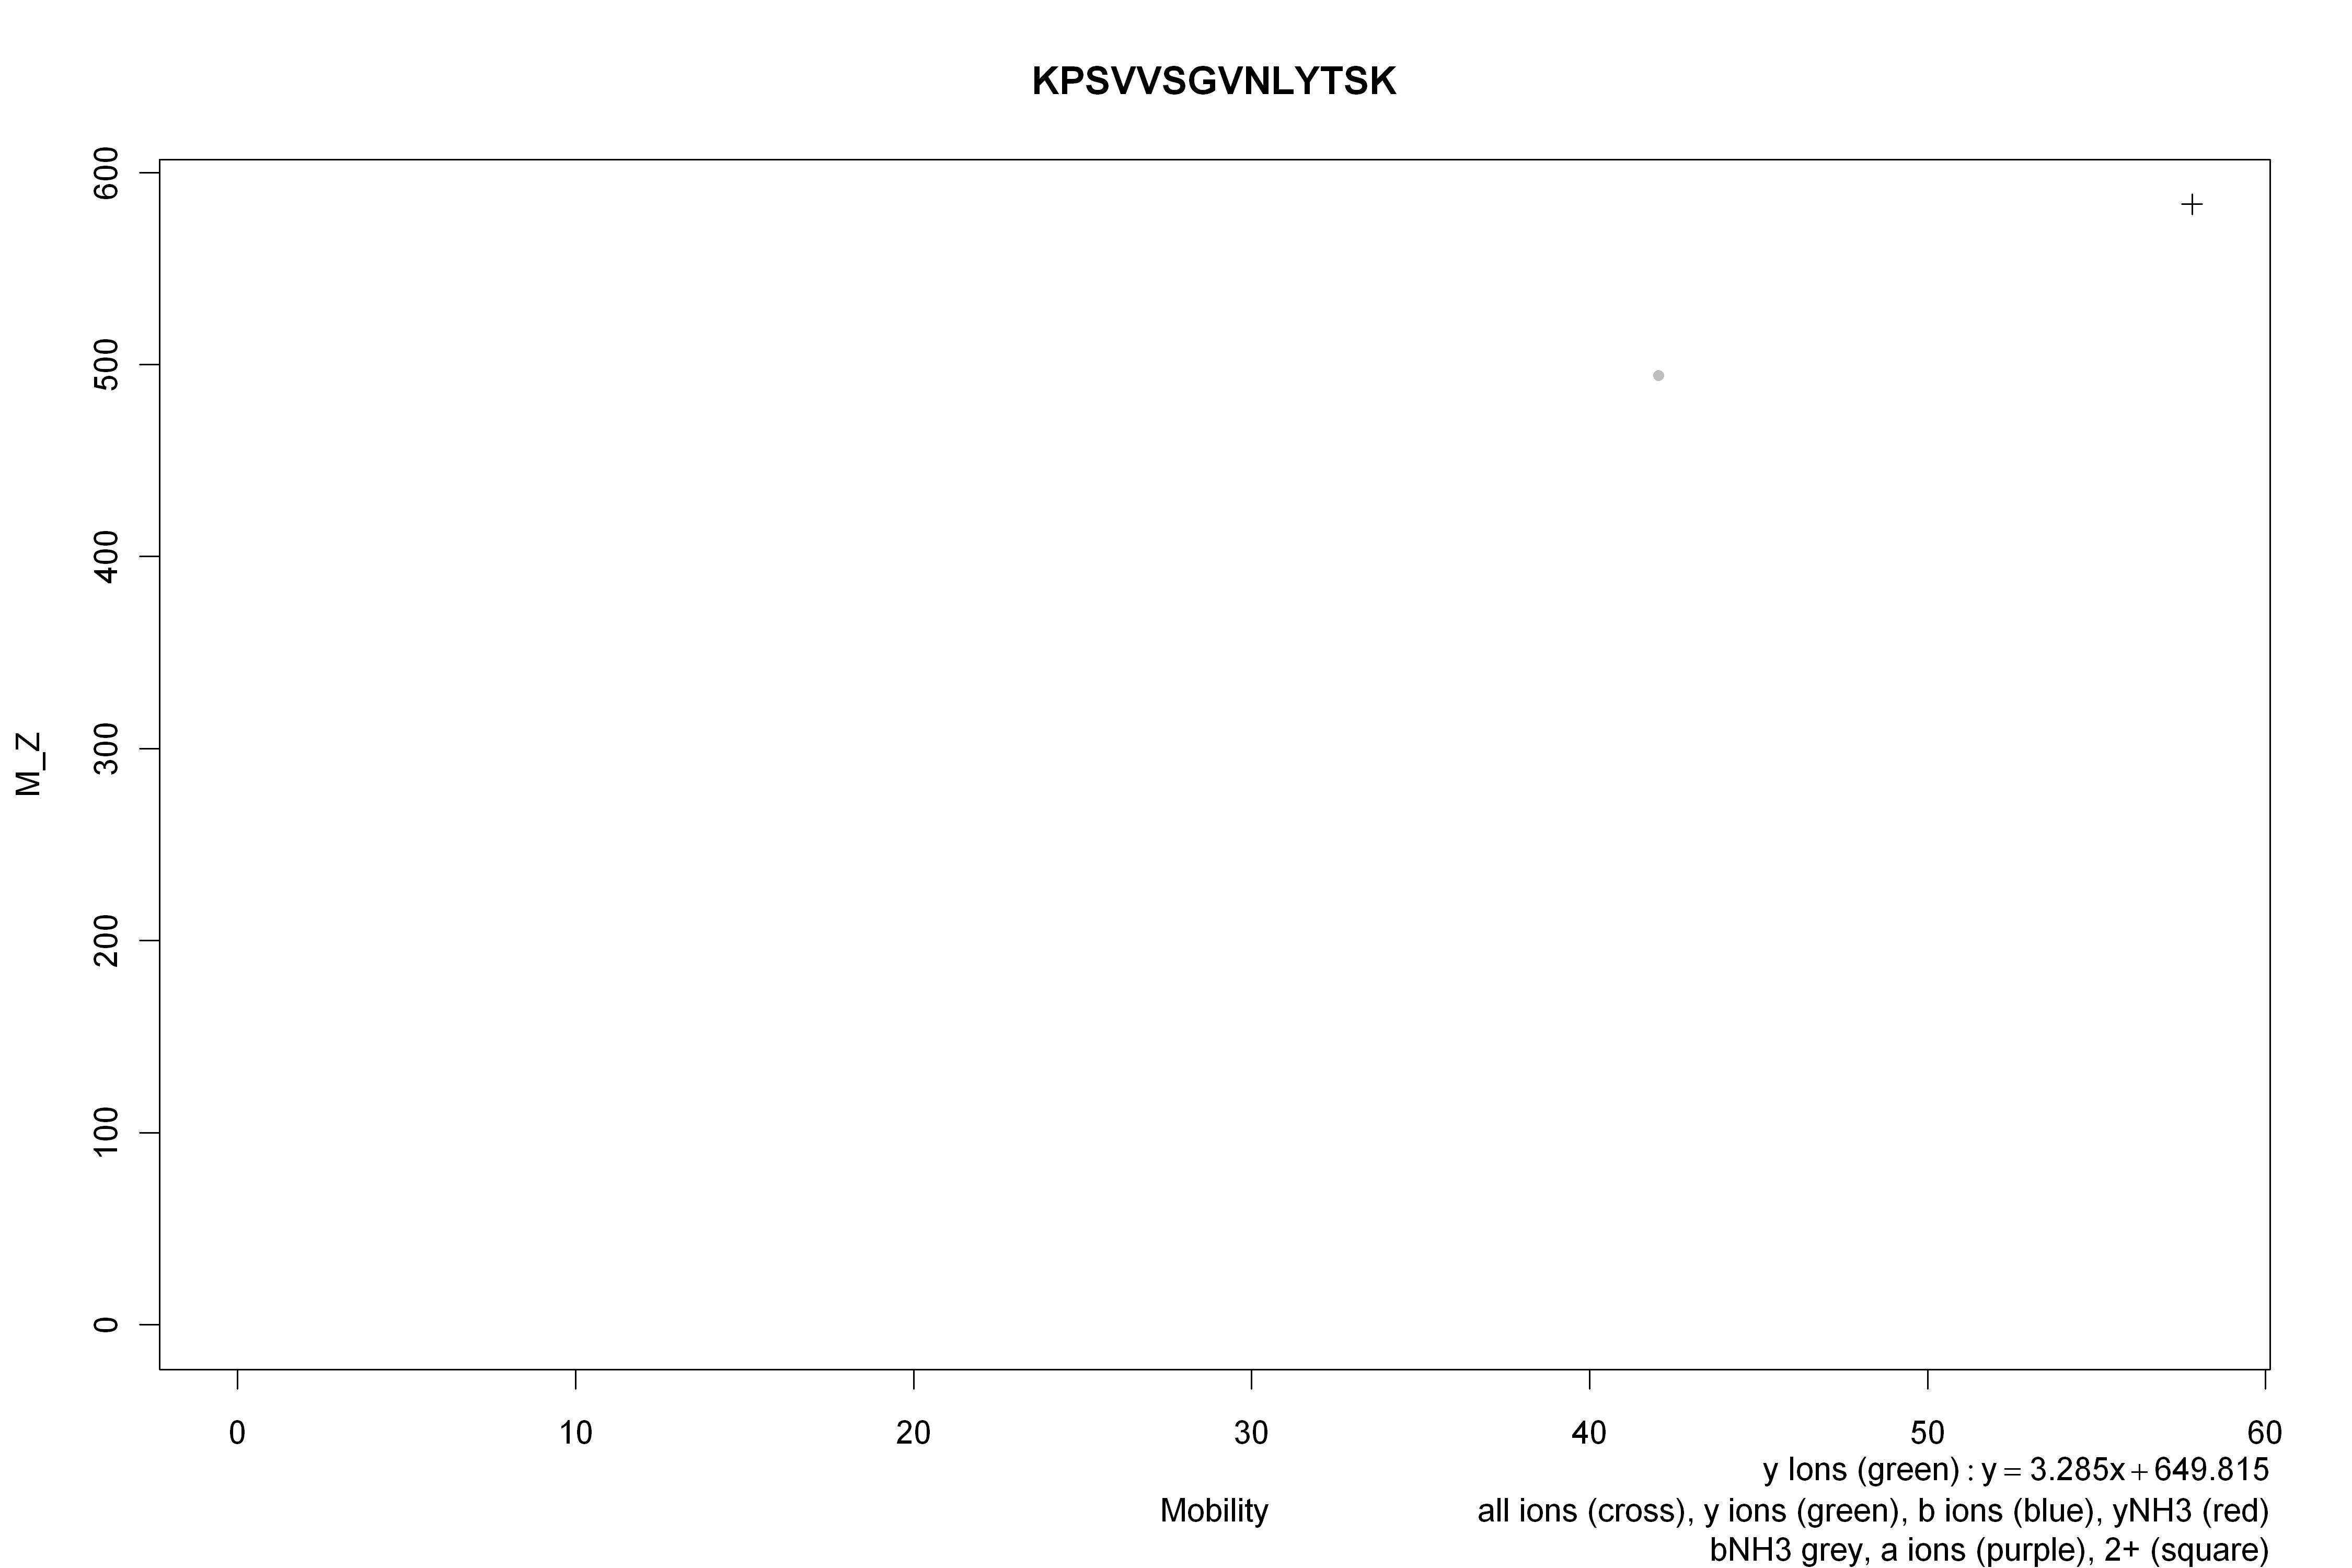 KPSVVSGVNLYTSK
600
500
400
300
200
100
0
M_Z
0 10 20 30 40 50 60
y Ions (green) : y = 3.285x + 649.815
Mobility
all ions (cross), y ions (green), b ions (blue), yNH3 (red)
bNH3 grey, a ions (purple), 2+ (square)